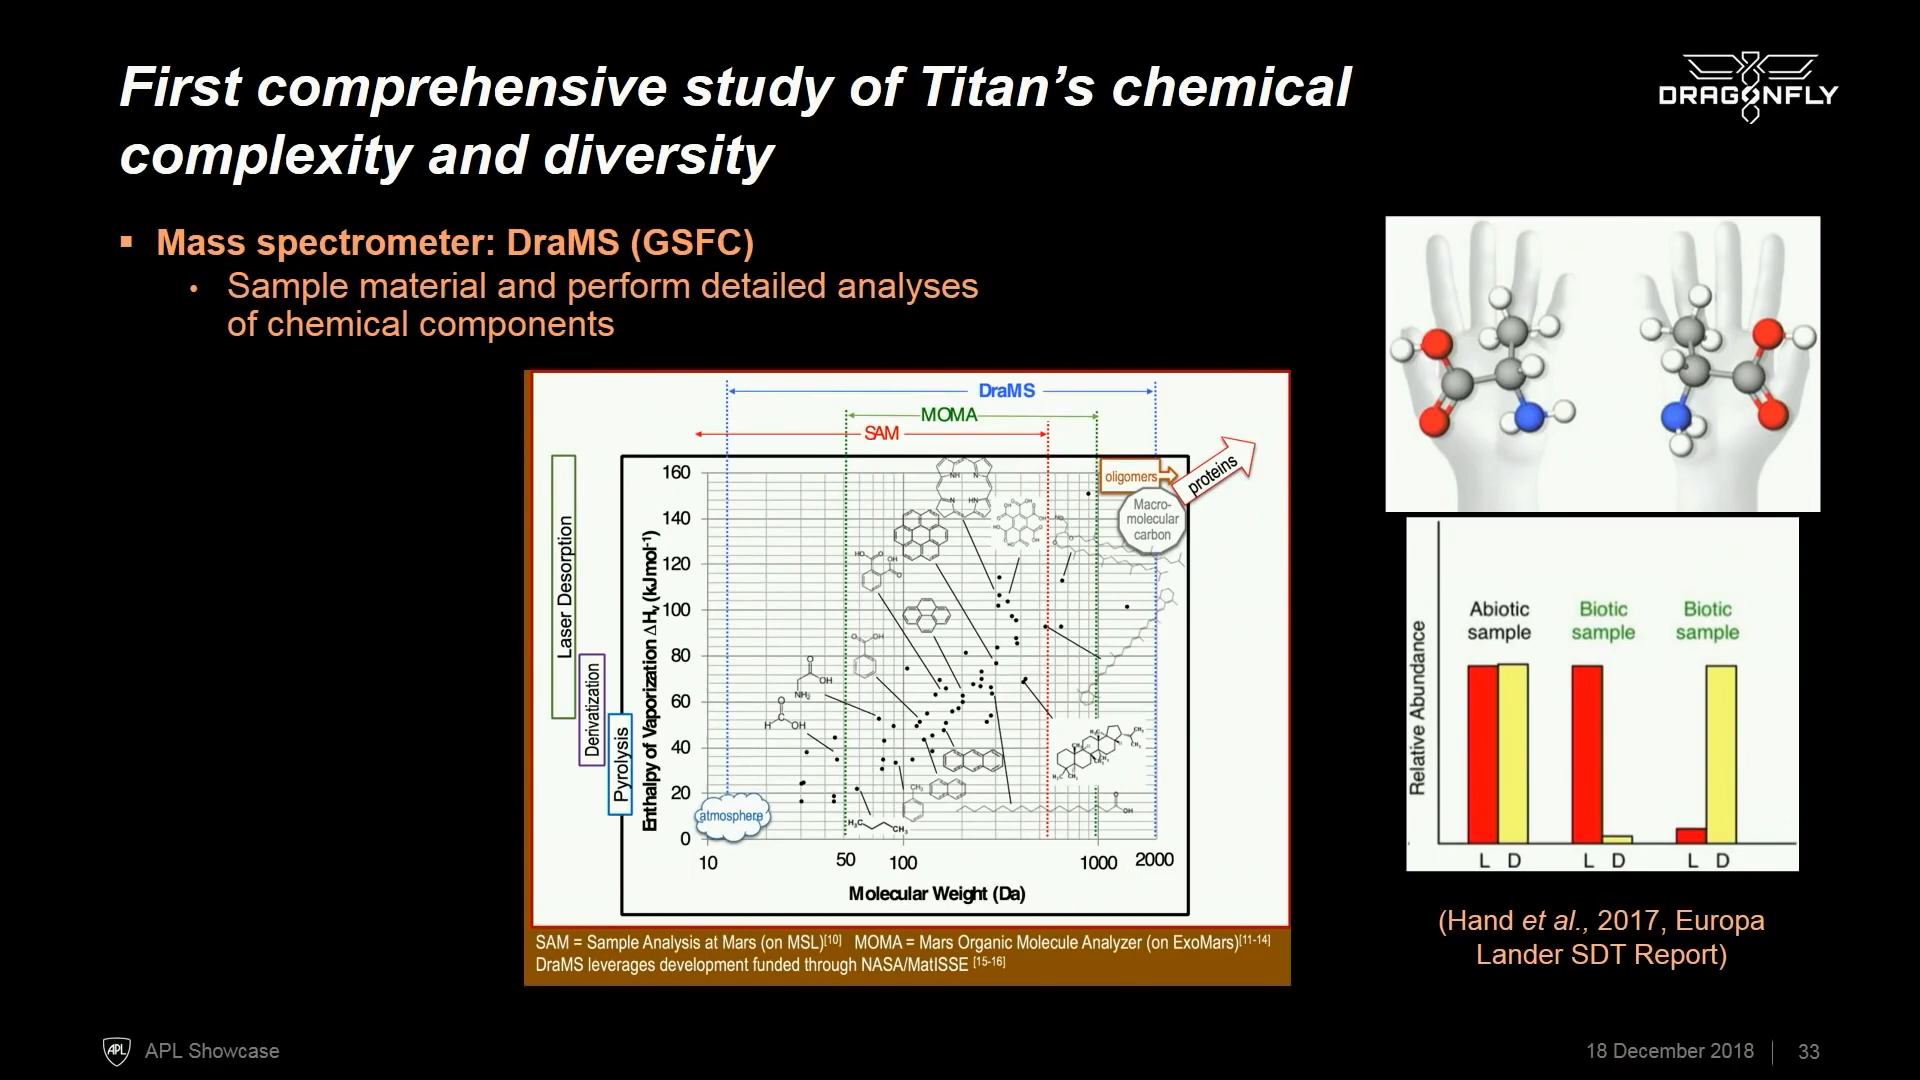 First comprehensive study of Titan's chemical
complexity and diversity
DRAGONFLY
▪ Mass spectrometer: DraMS (GSFC)
• Sample material and perform detailed analyses
of chemical components
DraMS
MOMA
SAM
Laser Desorption
Derivatization
Pyrolysis
Enthalpy of Vaporization ΔHᵥ (kJmol⁻¹)
160
140
120
100
80
60
40
20
0
oligomers
proteins
Macro-
molecular
carbon
atmosphere
10
50
100
1000
2000
Molecular Weight (Da)
SAM = Sample Analysis at Mars (on MSL)[10] MOMA = Mars Organic Molecule Analyzer (on ExoMars)[11-14]
DraMS leverages development funded through NASA/MatISSE [15-16]
Relative Abundance
Abiotic
sample
Biotic
sample
Biotic
sample
L D
L D
L D
(Hand et al., 2017, Europa
Lander SDT Report)
APL
APL Showcase
18 December 2018
33